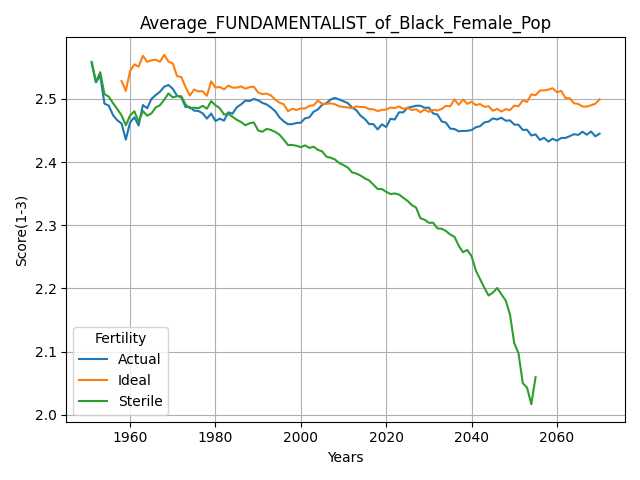 Average_FUNDAMENTALIST_of_Black_Female_Pop
Score(1-3)
2.5
2.4
2.3
2.2
2.1
2.0
Fertility
Actual
Ideal
Sterile
1960 1980 2000 2020 2040 2060
Years